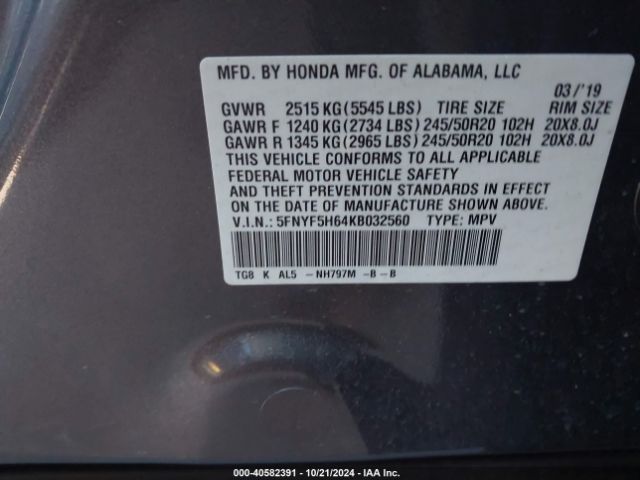 MFD. BY HONDA MFG. OF ALABAMA, LLC
03/'19
GVWR 2515 KG (5545 LBS) TIRE SIZE RIM SIZE
GAWR F 1240 KG (2734 LBS) 245/50R20 102H 20X8.0J
GAWR R 1345 KG (2965 LBS) 245/50R20 102H 20X8.0J
THIS VEHICLE CONFORMS TO ALL APPLICABLE
FEDERAL MOTOR VEHICLE SAFETY
AND THEFT PREVENTION STANDARDS IN EFFECT
ON THE DATE OF MANUFACTURE SHOWN ABOVE.
V.I.N.: 5FNYF5H64KB032560 TYPE: MPV
TG8 K AL5 -NH797M -B-B
000-40582391 - 10/21/2024 - IAA Inc.